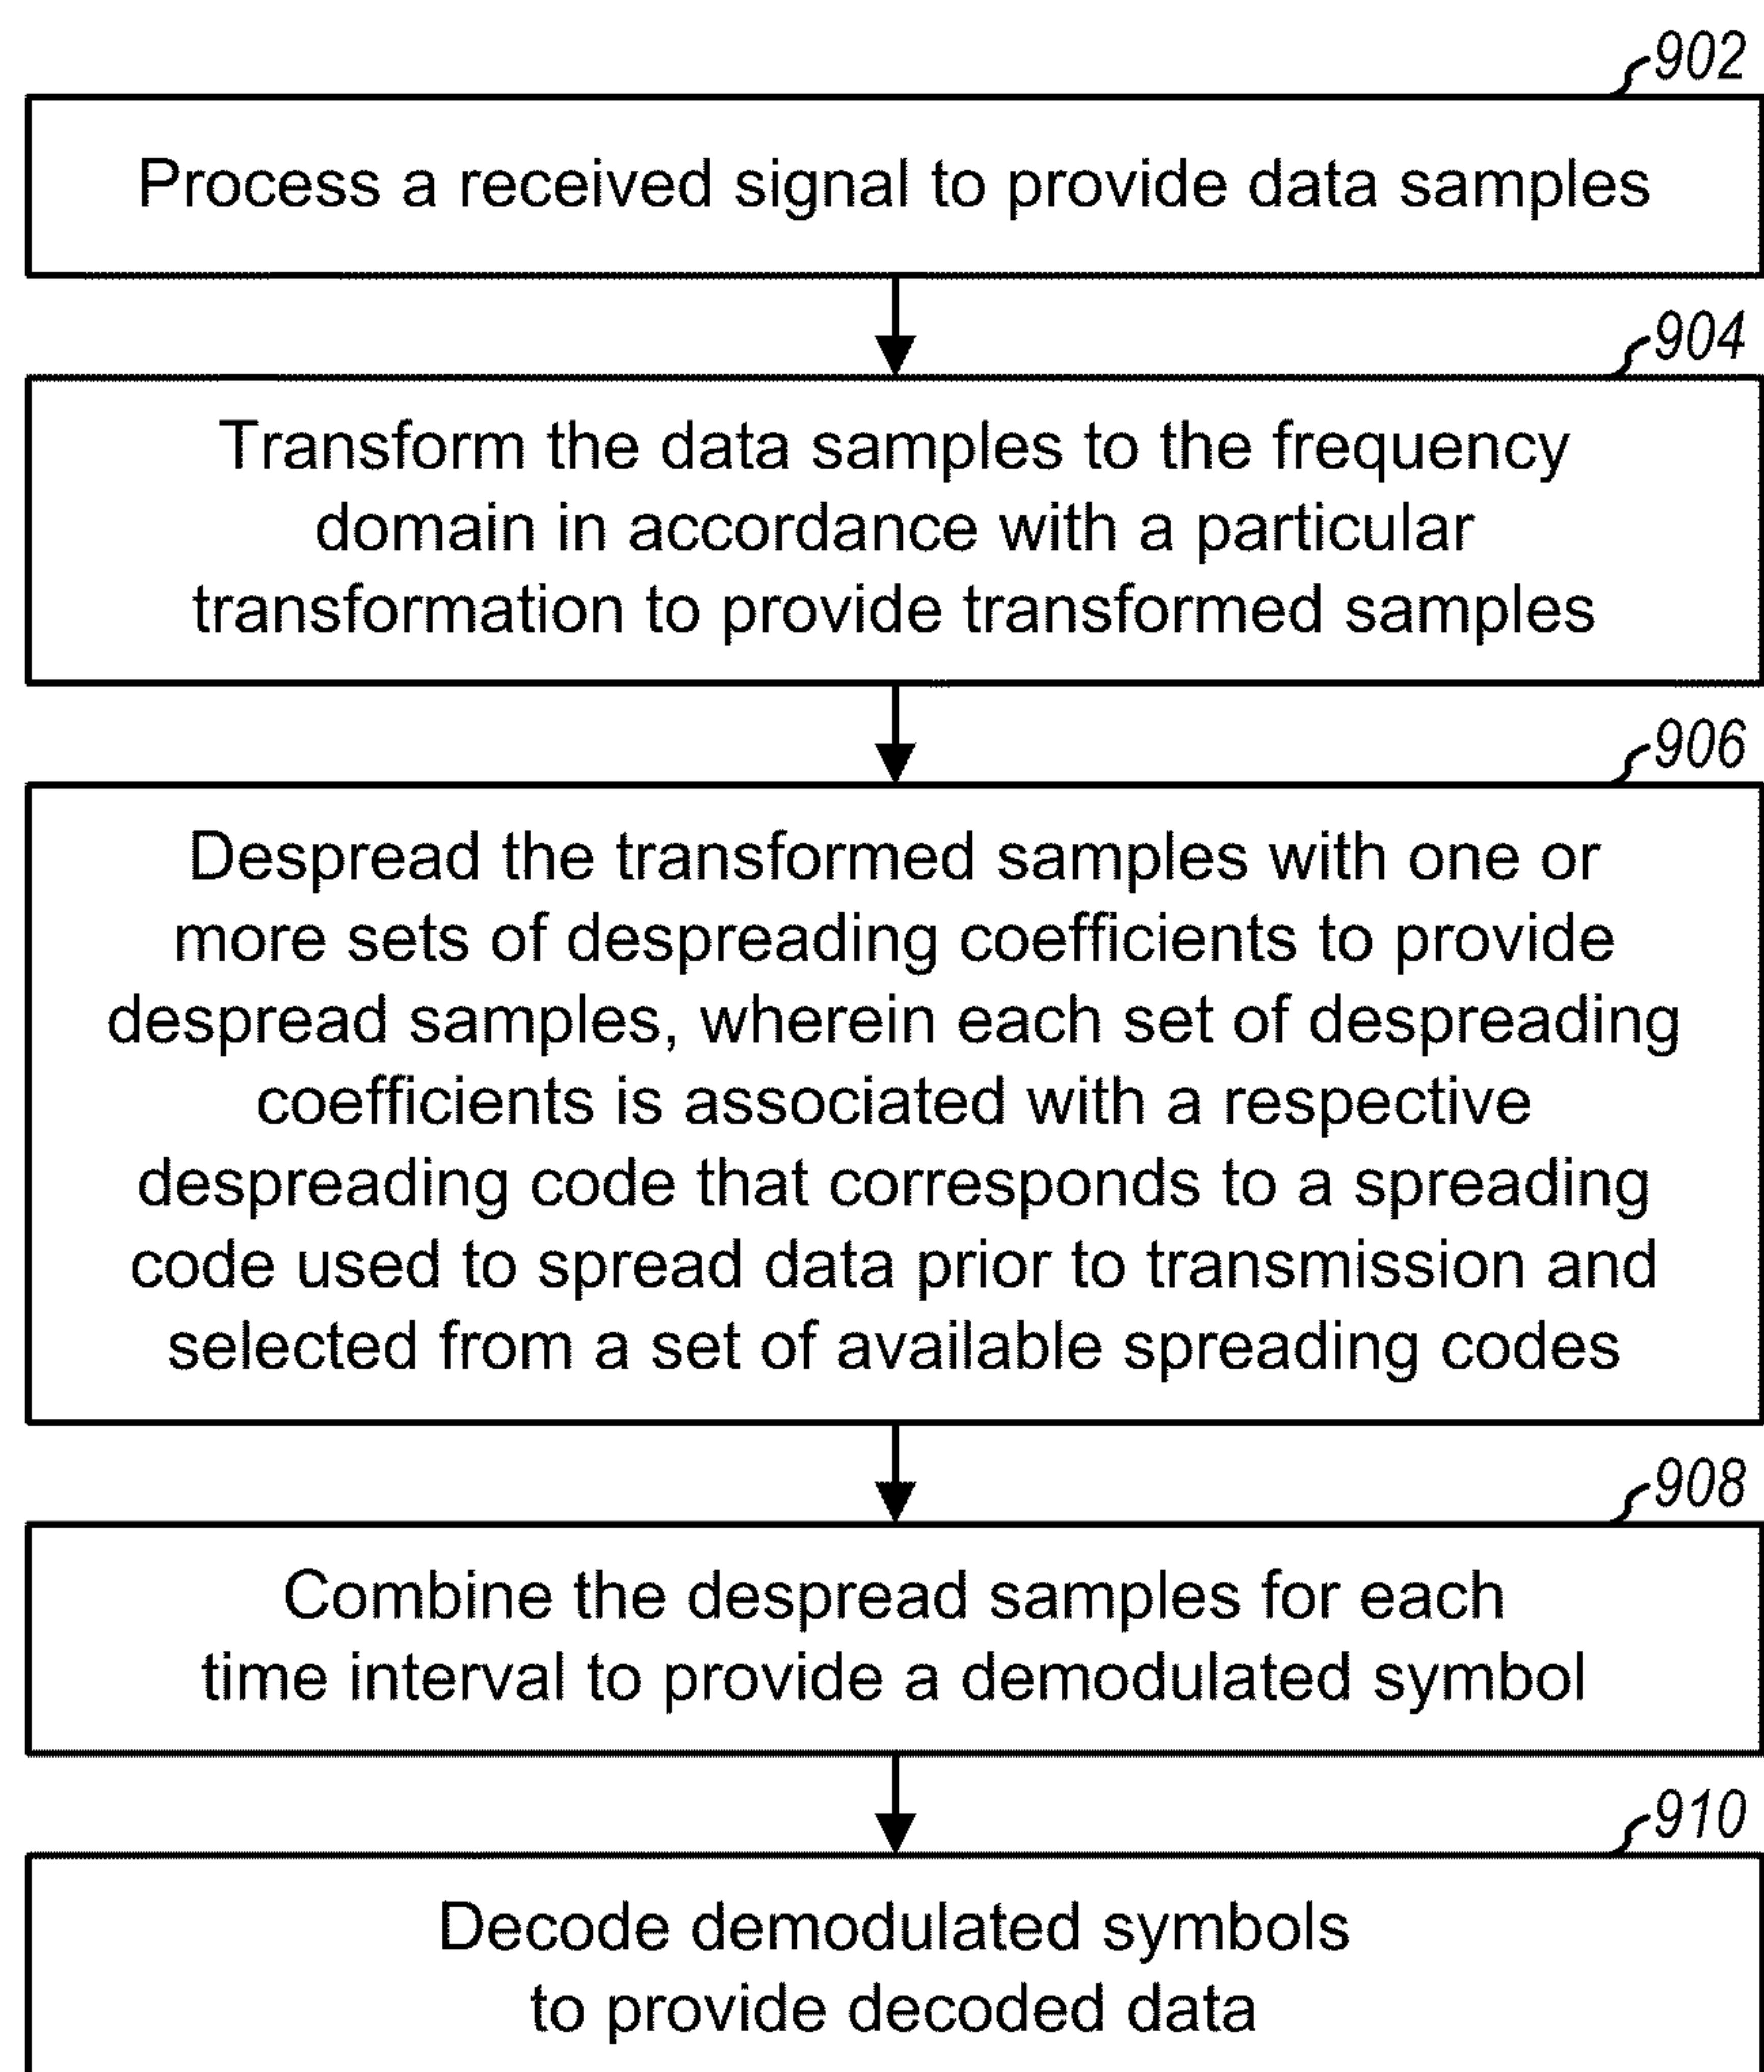 902
Process a received signal to provide data samples
904
Transform the data samples to the frequency
domain in accordance with a particular
transformation to provide transformed samples
906
Despread the transformed samples with one or
more sets of despreading coefficients to provide
despread samples, wherein each set of despreading
coefficients is associated with a respective
despreading code that corresponds to a spreading
code used to spread data prior to transmission and
selected from a set of available spreading codes
908
Combine the despread samples for each
time interval to provide a demodulated symbol
910
Decode demodulated symbols
to provide decoded data